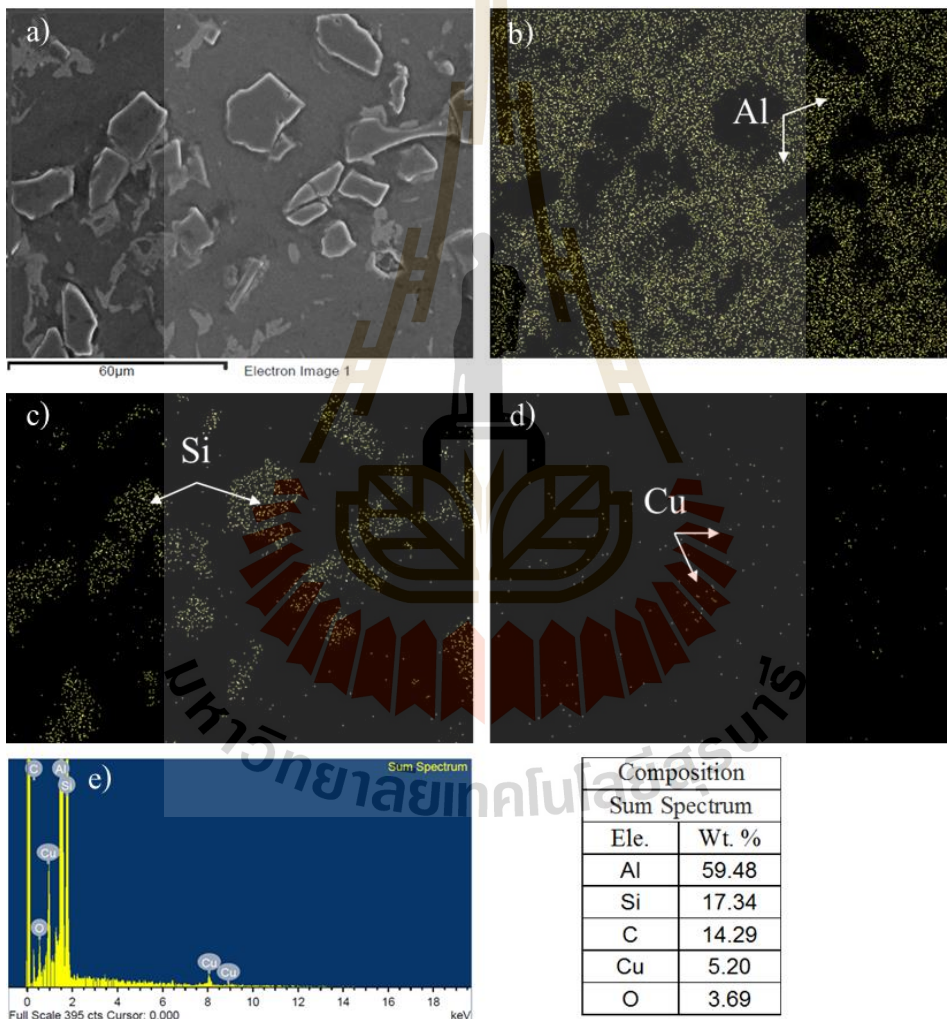 a)
b)
Al
60μm
Electron Image 1
c)
Si
d)
Cu
มหาวิทยาลัยเทคโนโลยีสุรนารี
e)
Sum Spectrum
C
Al
Si
Cu
O
Cu
Cu
0 2 4 6 8 10 12 14 16 18
Full Scale 395 cts Cursor: 0.000
keV
Composition
Sum Spectrum
Ele. Wt. %
Al 59.48
Si 17.34
C 14.29
Cu 5.20
O 3.69